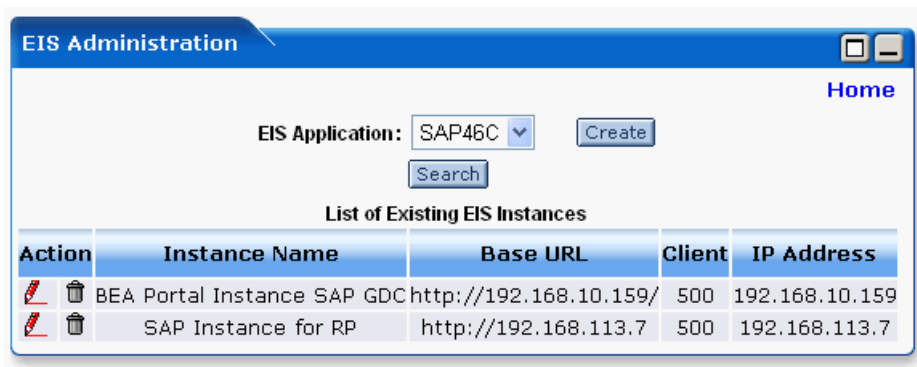 EIS Administration
Home
EIS Application: SAP46C Create
Search
List of Existing EIS Instances
Action Instance Name Base URL Client IP Address
BEA Portal Instance SAP GDC http://192.168.10.159/ 500 192.168.10.159
SAP Instance for RP http://192.168.113.7 500 192.168.113.7